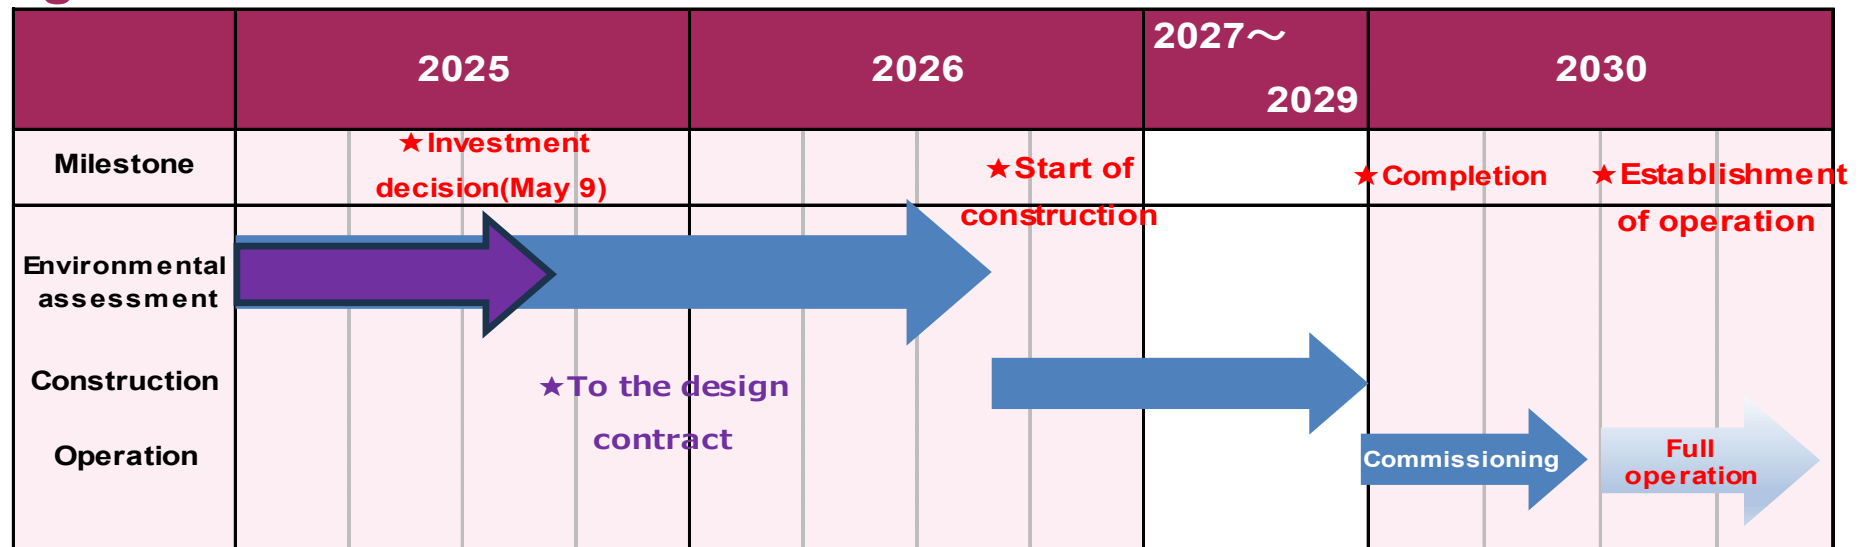 2025
2026
2027～
2029
2030
Milestone
★Investment
decision(May 9)
★Start of
construction
★Completion
★Establishment
of operation
Environmental
assessment
Construction
★To the design
contract
Operation
Commissioning
Full
operation